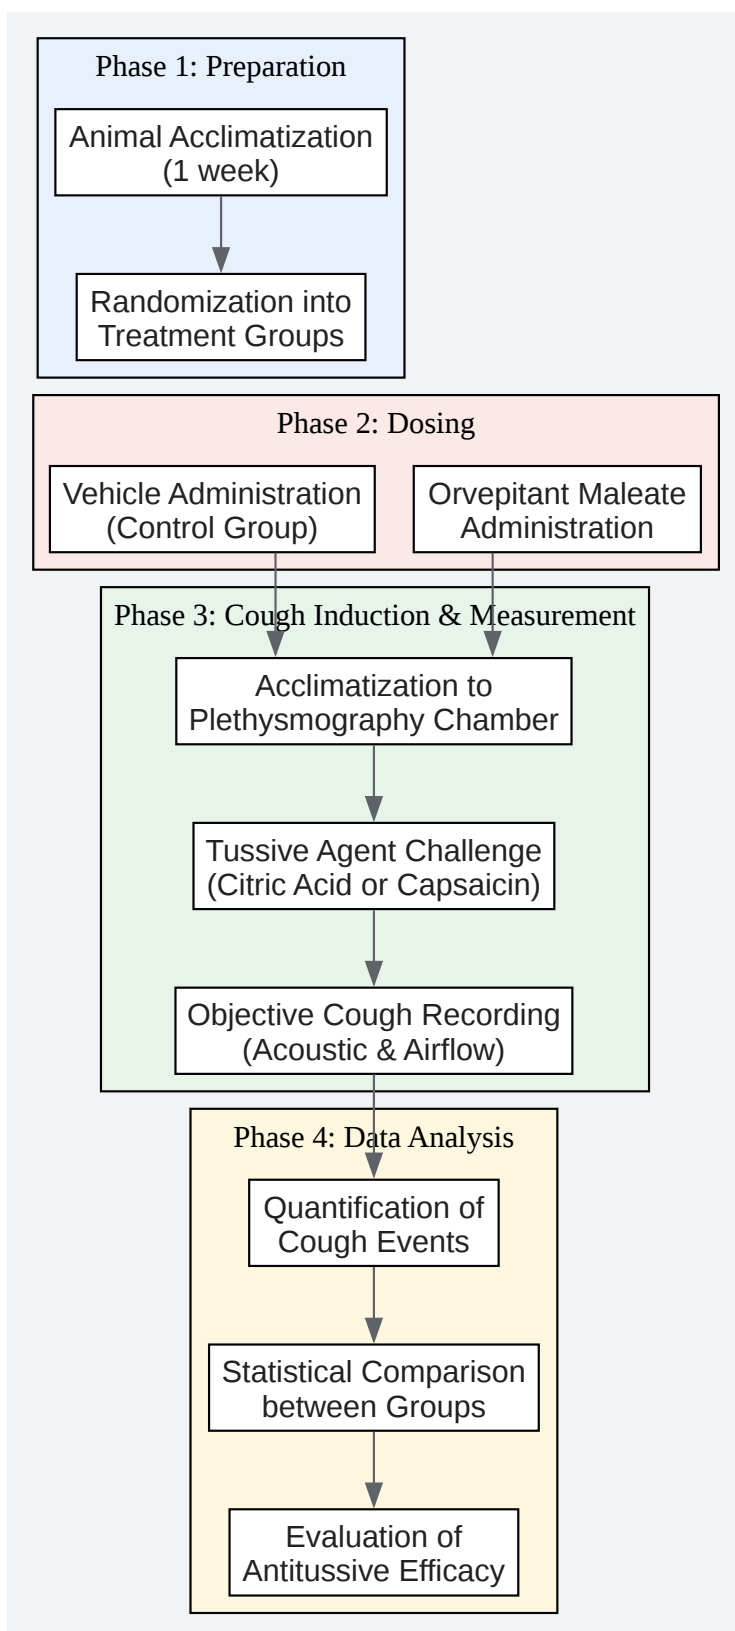 Phase 1: Preparation
Animal Acclimatization
(1 week)
Randomization into
Treatment Groups
Phase 2: Dosing
Vehicle Administration
(Control Group)
Orvepitant Maleate
Administration
Phase 3: Cough Induction & Measurement
Acclimatization to
Plethysmography Chamber
Tussive Agent Challenge
(Citric Acid or Capsaicin)
Objective Cough Recording
(Acoustic & Airflow)
Phase 4: Data Analysis
Quantification of
Cough Events
Statistical Comparison
between Groups
Evaluation of
Antitussive Efficacy